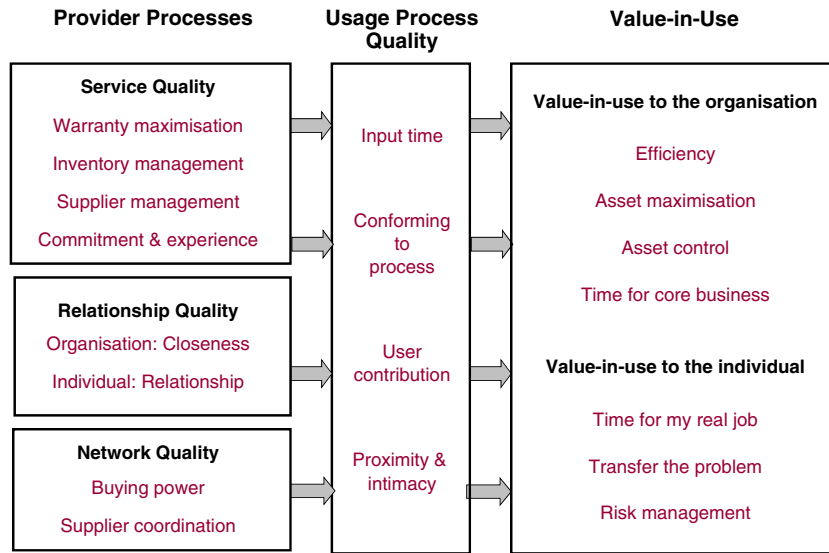 Provider Processes
Usage Process
Quality
Value-in-Use
Service Quality
Warranty maximisation
Inventory management
Supplier management
Commitment & experience
Relationship Quality
Organisation: Closeness
Individual: Relationship
Network Quality
Buying power
Supplier coordination
Input time
Conforming
to
process
User
contribution
Proximity &
intimacy
Value-in-use to the organisation
Efficiency
Asset maximisation
Asset control
Time for core business
Value-in-use to the individual
Time for my real job
Transfer the problem
Risk management